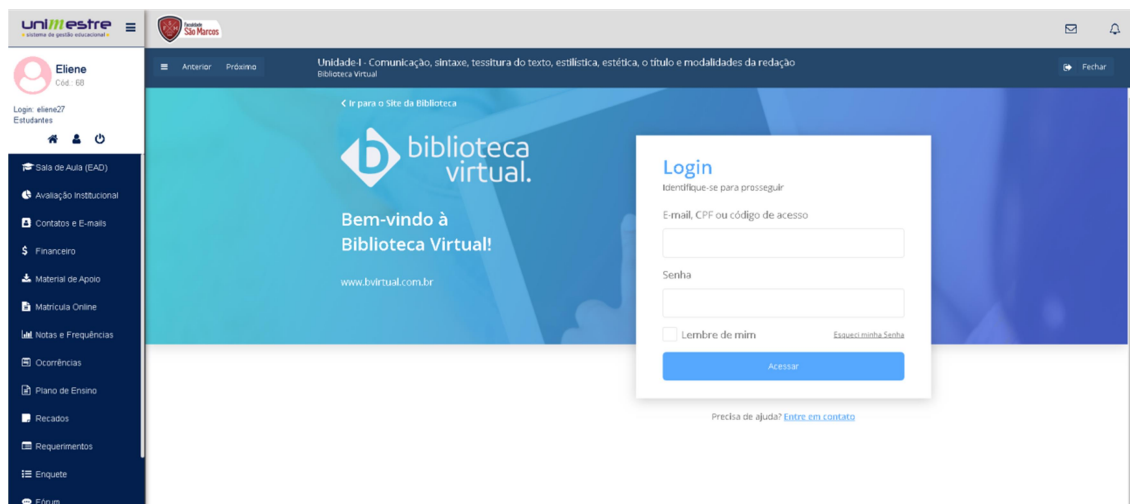 unimestre
sistema de gestão educacional
Faculdade
São Marcos
Eliene
Cód.: 68
Login: eliene27
Estudantes
Sala de Aula (EAD)
Avaliação Institucional
Contatos e E-mails
Financeiro
Material de Apoio
Matrícula Online
Notas e Frequências
Ocorrências
Plano de Ensino
Recados
Requerimentos
Enquete
Fórum
Anterior Próximo
Unidade-I - Comunicação, sintaxe, tessitura do texto, estilística, estética, o título e modalidades da redação
Biblioteca Virtual
Fechar
Ir para o Site da Biblioteca
biblioteca
virtual.
Bem-vindo à
Biblioteca Virtual!
www.bvirtual.com.br
Login
Identifique-se para prosseguir
E-mail, CPF ou código de acesso
Senha
Lembre de mim
Esqueci minha Senha
Acessar
Precisa de ajuda? Entre em contato